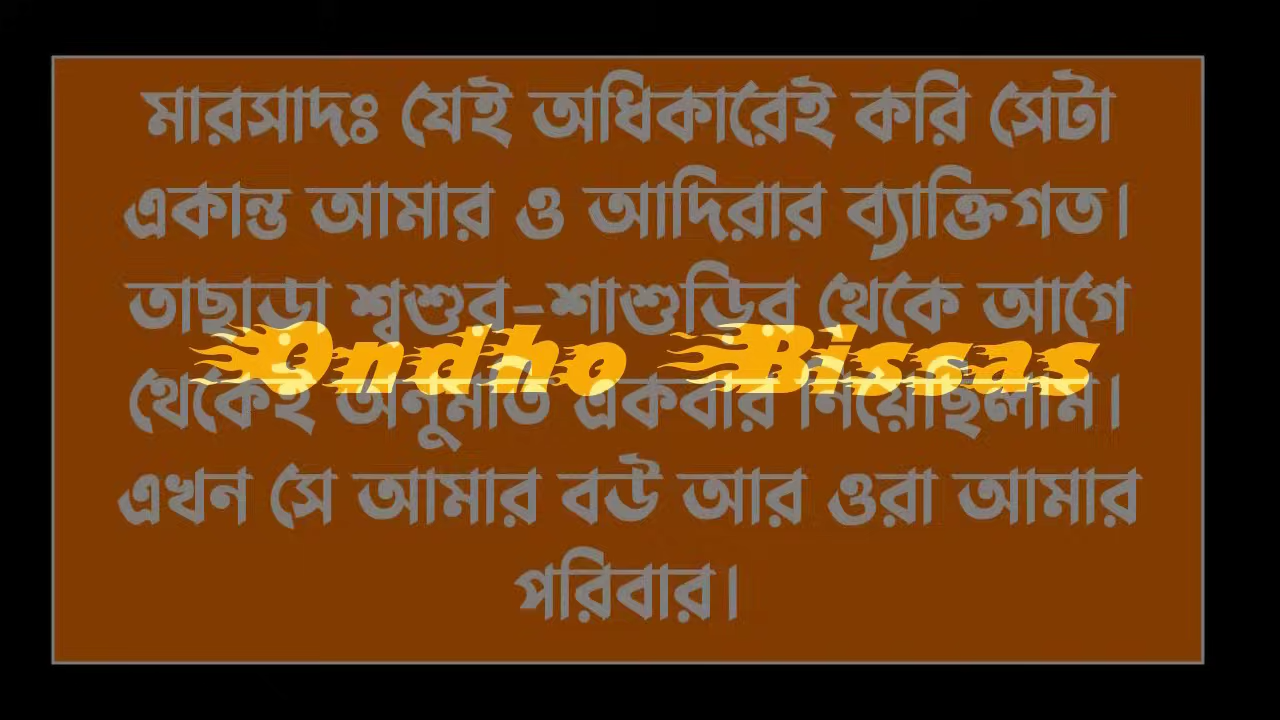 মারসাদঃ যেই অধিকারেই করি সেটা
একান্ত আমার ও আদিরার ব্যাক্তিগত।
তাছাড়া শ্বশুর-শাশুড়ির থেকে আগে
Ondho Bissas
থেকেই অনুমতি একবার নিয়েছিলাম।
এখন সে আমার বউ আর ওরা আমার
পরিবার।